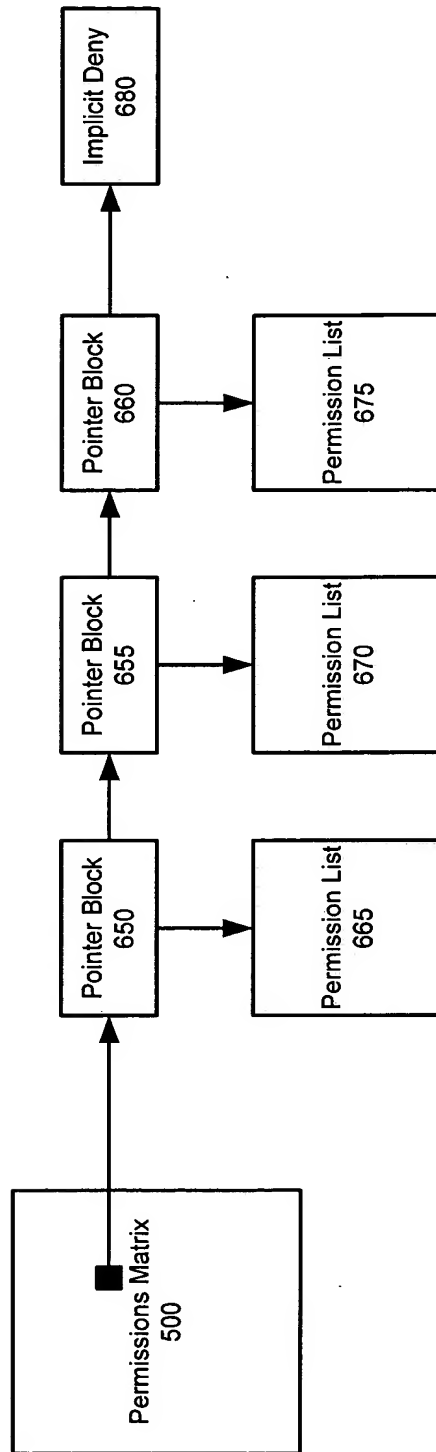 Permissions Matrix
500
Pointer Block
650
Pointer Block
655
Pointer Block
660
Implicit Deny
680
Permission List
665
Permission List
670
Permission List
675